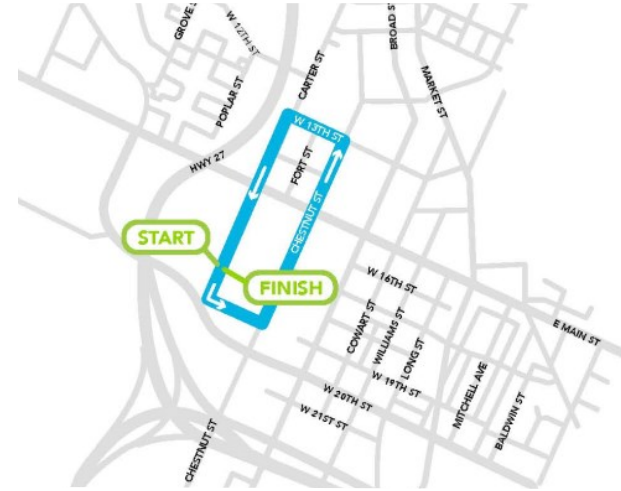 GROVE S
W 12TH ST
BROAD S
CARTER ST
MARKET ST
POPLAR ST
W 13TH ST
HWY 27
FORT ST
CHESTNUT ST
START
FINISH
W 16TH ST
E MAIN ST
COWART ST
WILLIAMS ST
LONG ST
W 19TH ST
MITCHELL AVE
W 20TH ST
BALDWIN ST
W 21ST ST
CHESTNUT ST